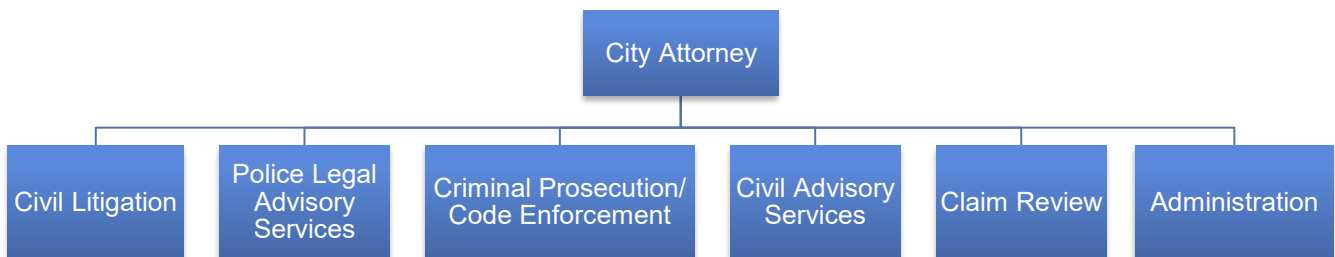 City Attorney
Civil Litigation
Police Legal
Advisory
Services
Criminal Prosecution/
Code Enforcement
Civil Advisory
Services
Claim Review
Administration